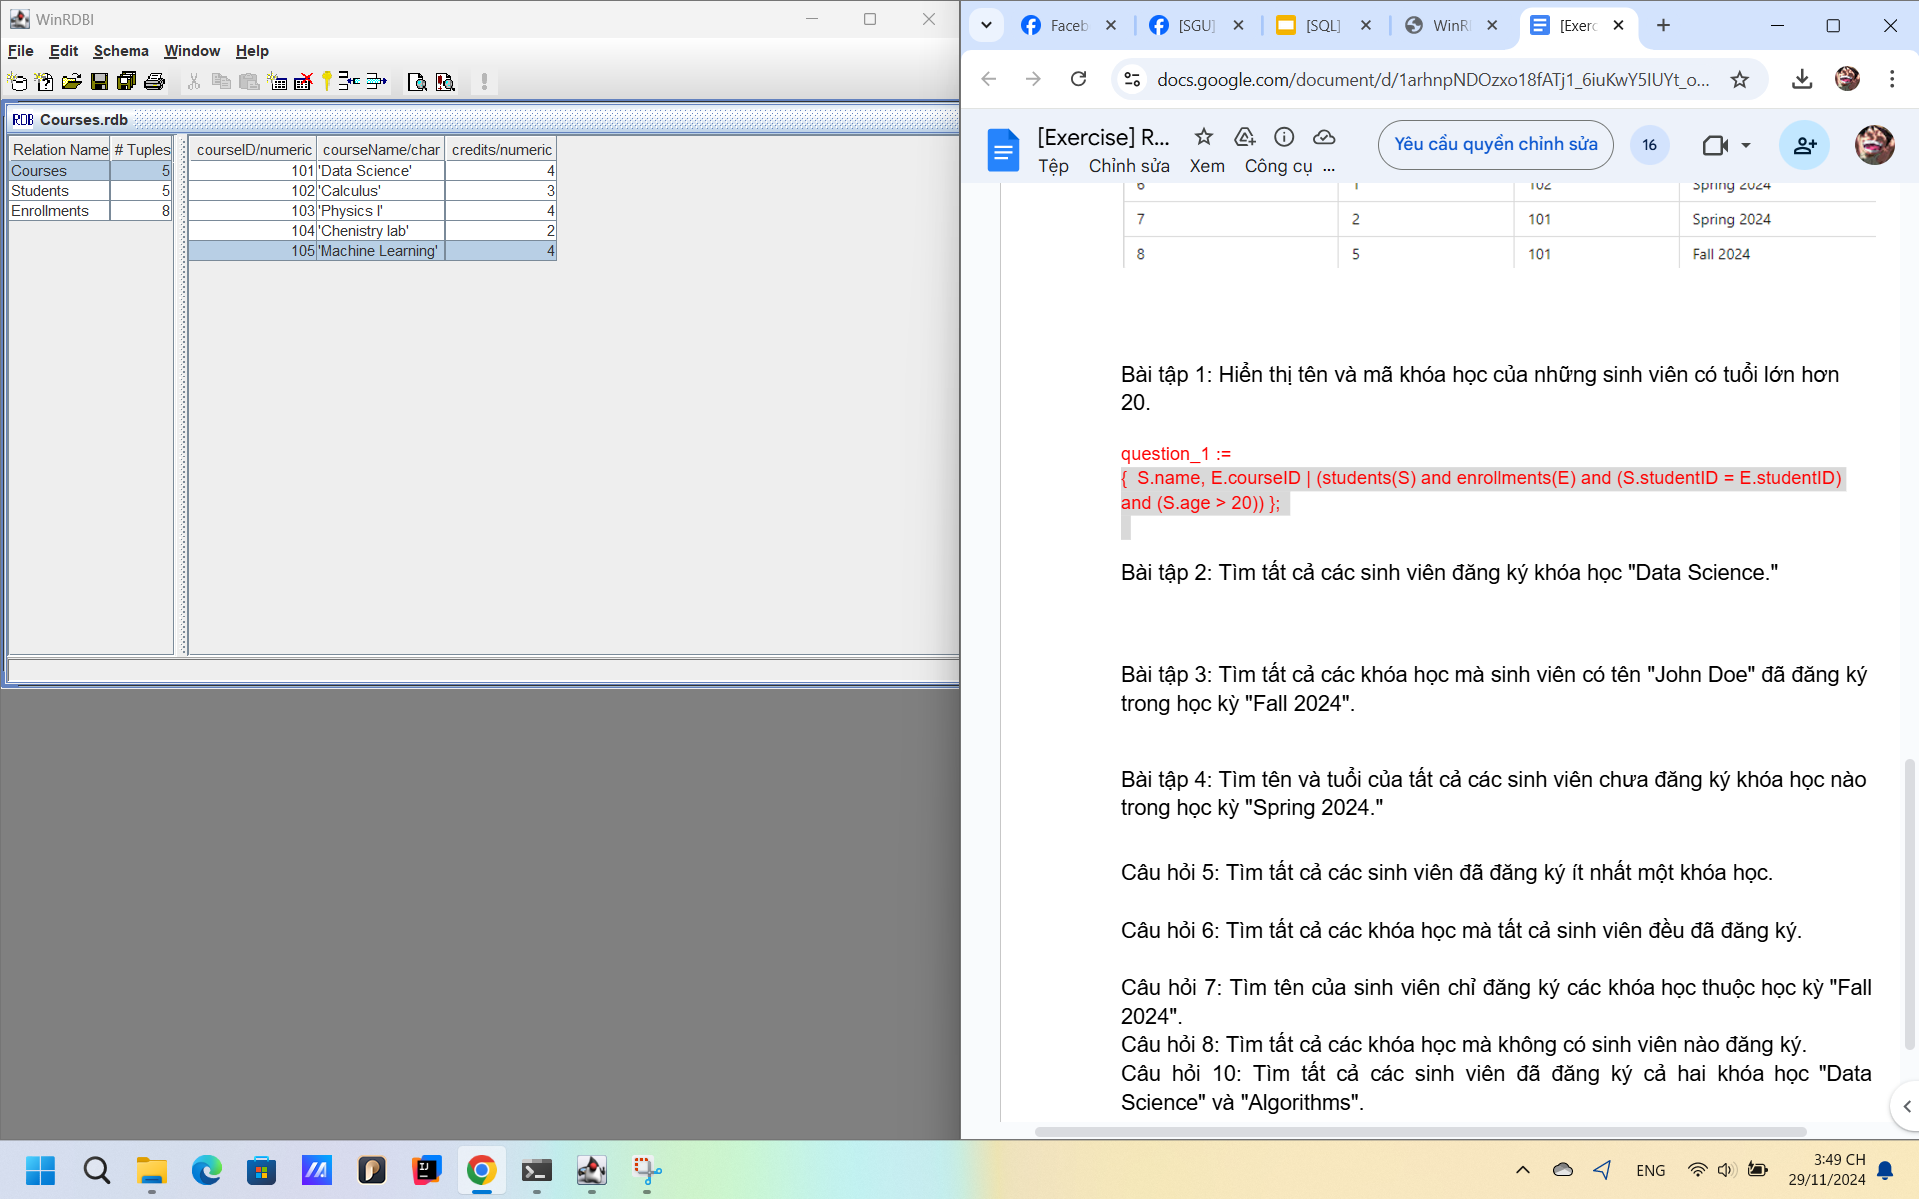 WinRDBI
File Edit Schema Window Help
RDB Courses.rdb
Relation Name # Tuples
Courses 5
Students 5
Enrollments 8
courseID/numeric courseName/char credits/numeric
101 'Data Science' 4
102 'Calculus' 3
103 'Physics I' 4
104 'Chenistry lab' 2
105 'Machine Learning' 4
Faceb [SGU] [SQL] WinR [Exerc
docs.google.com/document/d/1arhnpNDOzxo18fATj1_6iuKwY5IUYt_o...
[Exercise] R...
Tệp Chỉnh sửa Xem Công cụ ...
Yêu cầu quyền chỉnh sửa
16
6 1 102 Spring 2024
7 2 101 Spring 2024
8 5 101 Fall 2024
Bài tập 1: Hiển thị tên và mã khóa học của những sinh viên có tuổi lớn hơn
20.
question_1 :=
{ S.name, E.courseID | (students(S) and enrollments(E) and (S.studentID = E.studentID)
and (S.age > 20)) };
Bài tập 2: Tìm tất cả các sinh viên đăng ký khóa học "Data Science."
Bài tập 3: Tìm tất cả các khóa học mà sinh viên có tên "John Doe" đã đăng ký
trong học kỳ "Fall 2024".
Bài tập 4: Tìm tên và tuổi của tất cả các sinh viên chưa đăng ký khóa học nào
trong học kỳ "Spring 2024."
Câu hỏi 5: Tìm tất cả các sinh viên đã đăng ký ít nhất một khóa học.
Câu hỏi 6: Tìm tất cả các khóa học mà tất cả sinh viên đều đã đăng ký.
Câu hỏi 7: Tìm tên của sinh viên chỉ đăng ký các khóa học thuộc học kỳ "Fall
2024".
Câu hỏi 8: Tìm tất cả các khóa học mà không có sinh viên nào đăng ký.
Câu hỏi 10: Tìm tất cả các sinh viên đã đăng ký cả hai khóa học "Data
Science" và "Algorithms".
ENG
3:49 CH
29/11/2024